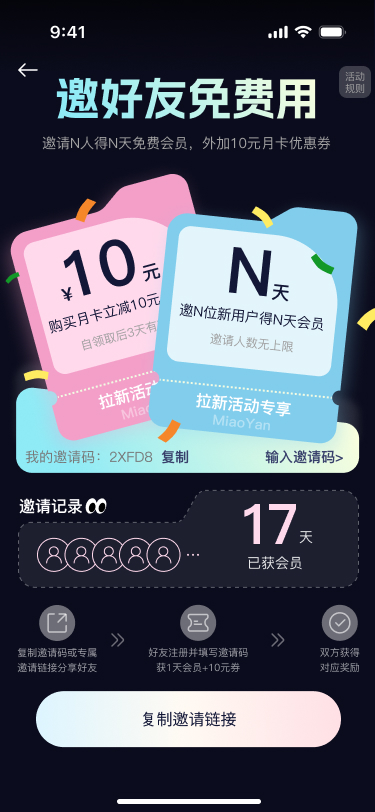 9:41
活动
规则
邀好友免费用
邀请N人得N天免费会员，外加10元月卡优惠券
¥10 元
购买月卡立减10元
自领取后3天有
拉新活动
Miao
N天
邀N位新用户得N天会员
邀请人数无上限
拉新活动专享
MiaoYan
我的邀请码：2XFD8 复制 输入邀请码>
邀请记录
17天
已获会员
···
复制邀请码或专属
邀请链接分享好友
好友注册并填写邀请码
获1天会员+10元券
双方获得
对应奖励
复制邀请链接